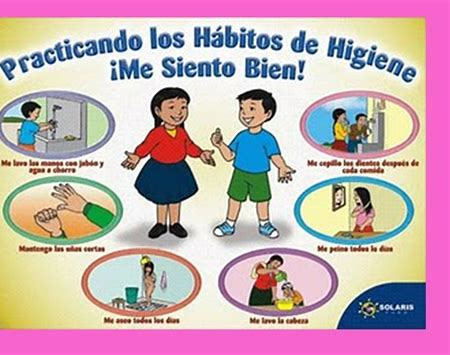 Practicando los Hábitos de Higiene
¡Me Siento Bien!
Me lavo las manos con jabón y
agua a chorro
Me cepillo los dientes después de
cada comida
Mantengo las uñas cortas
Me peino todos lo días
Me aseo todos los días
Me lavo la cabeza
SOLARIS